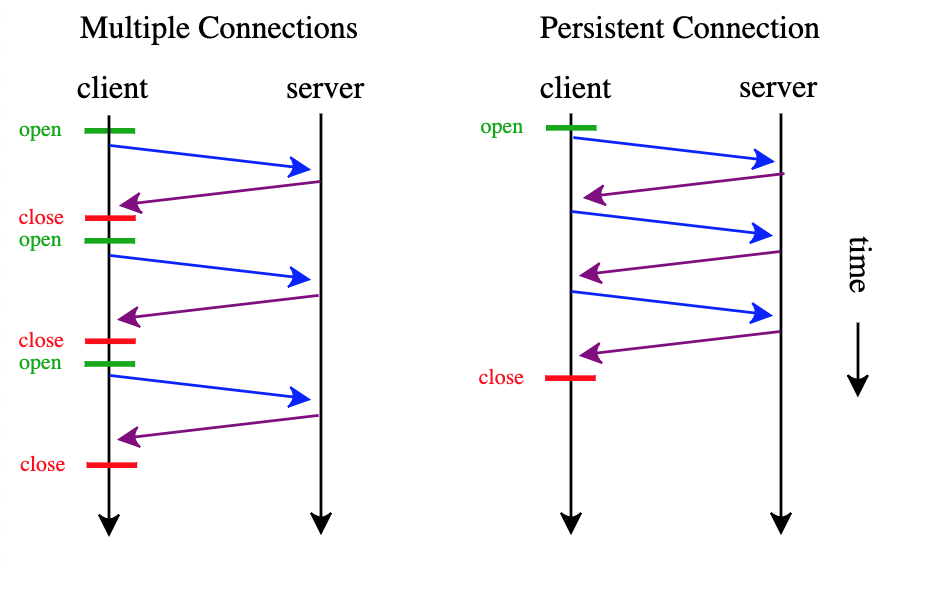 Multiple Connections
client
server
open
close
open
close
open
close
Persistent Connection
client
server
open
close
time